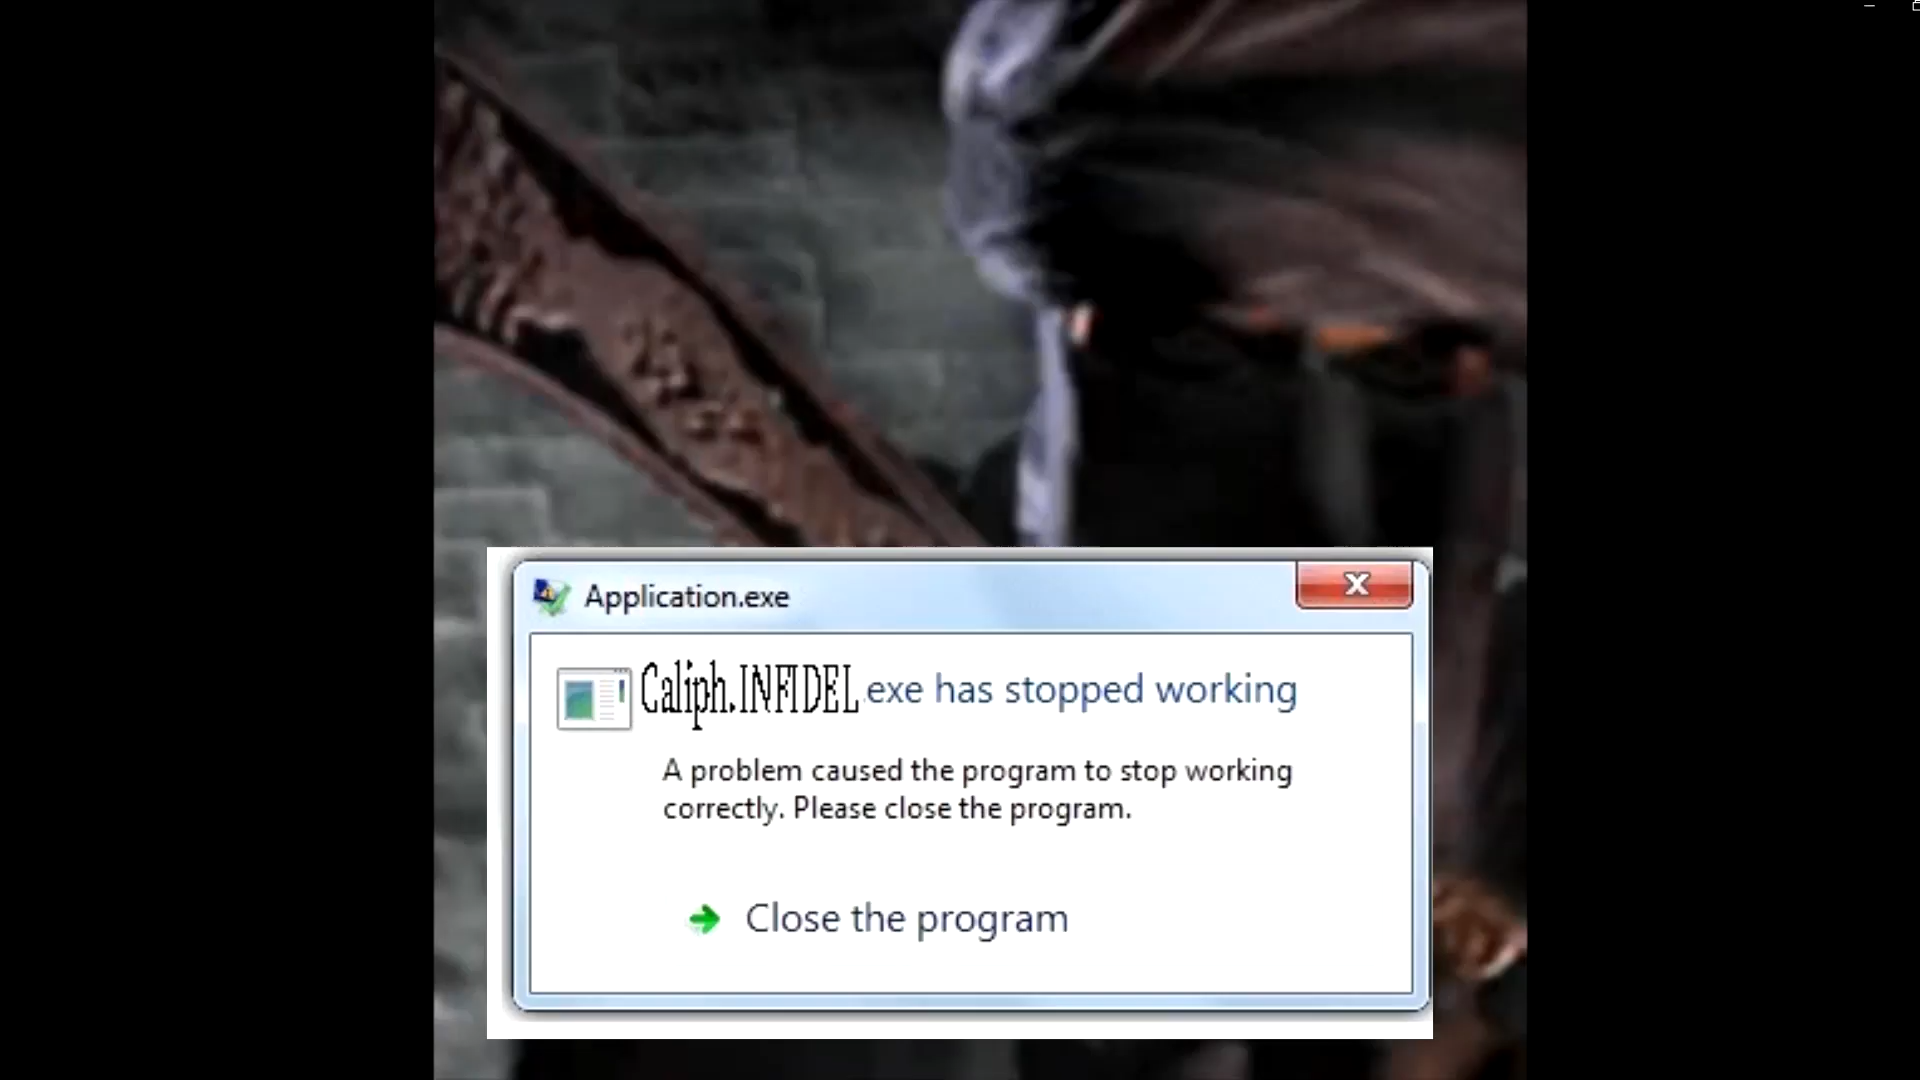 Application.exe
Caliph.INFIDEL.exe has stopped working
A problem caused the program to stop working
correctly. Please close the program.
Close the program